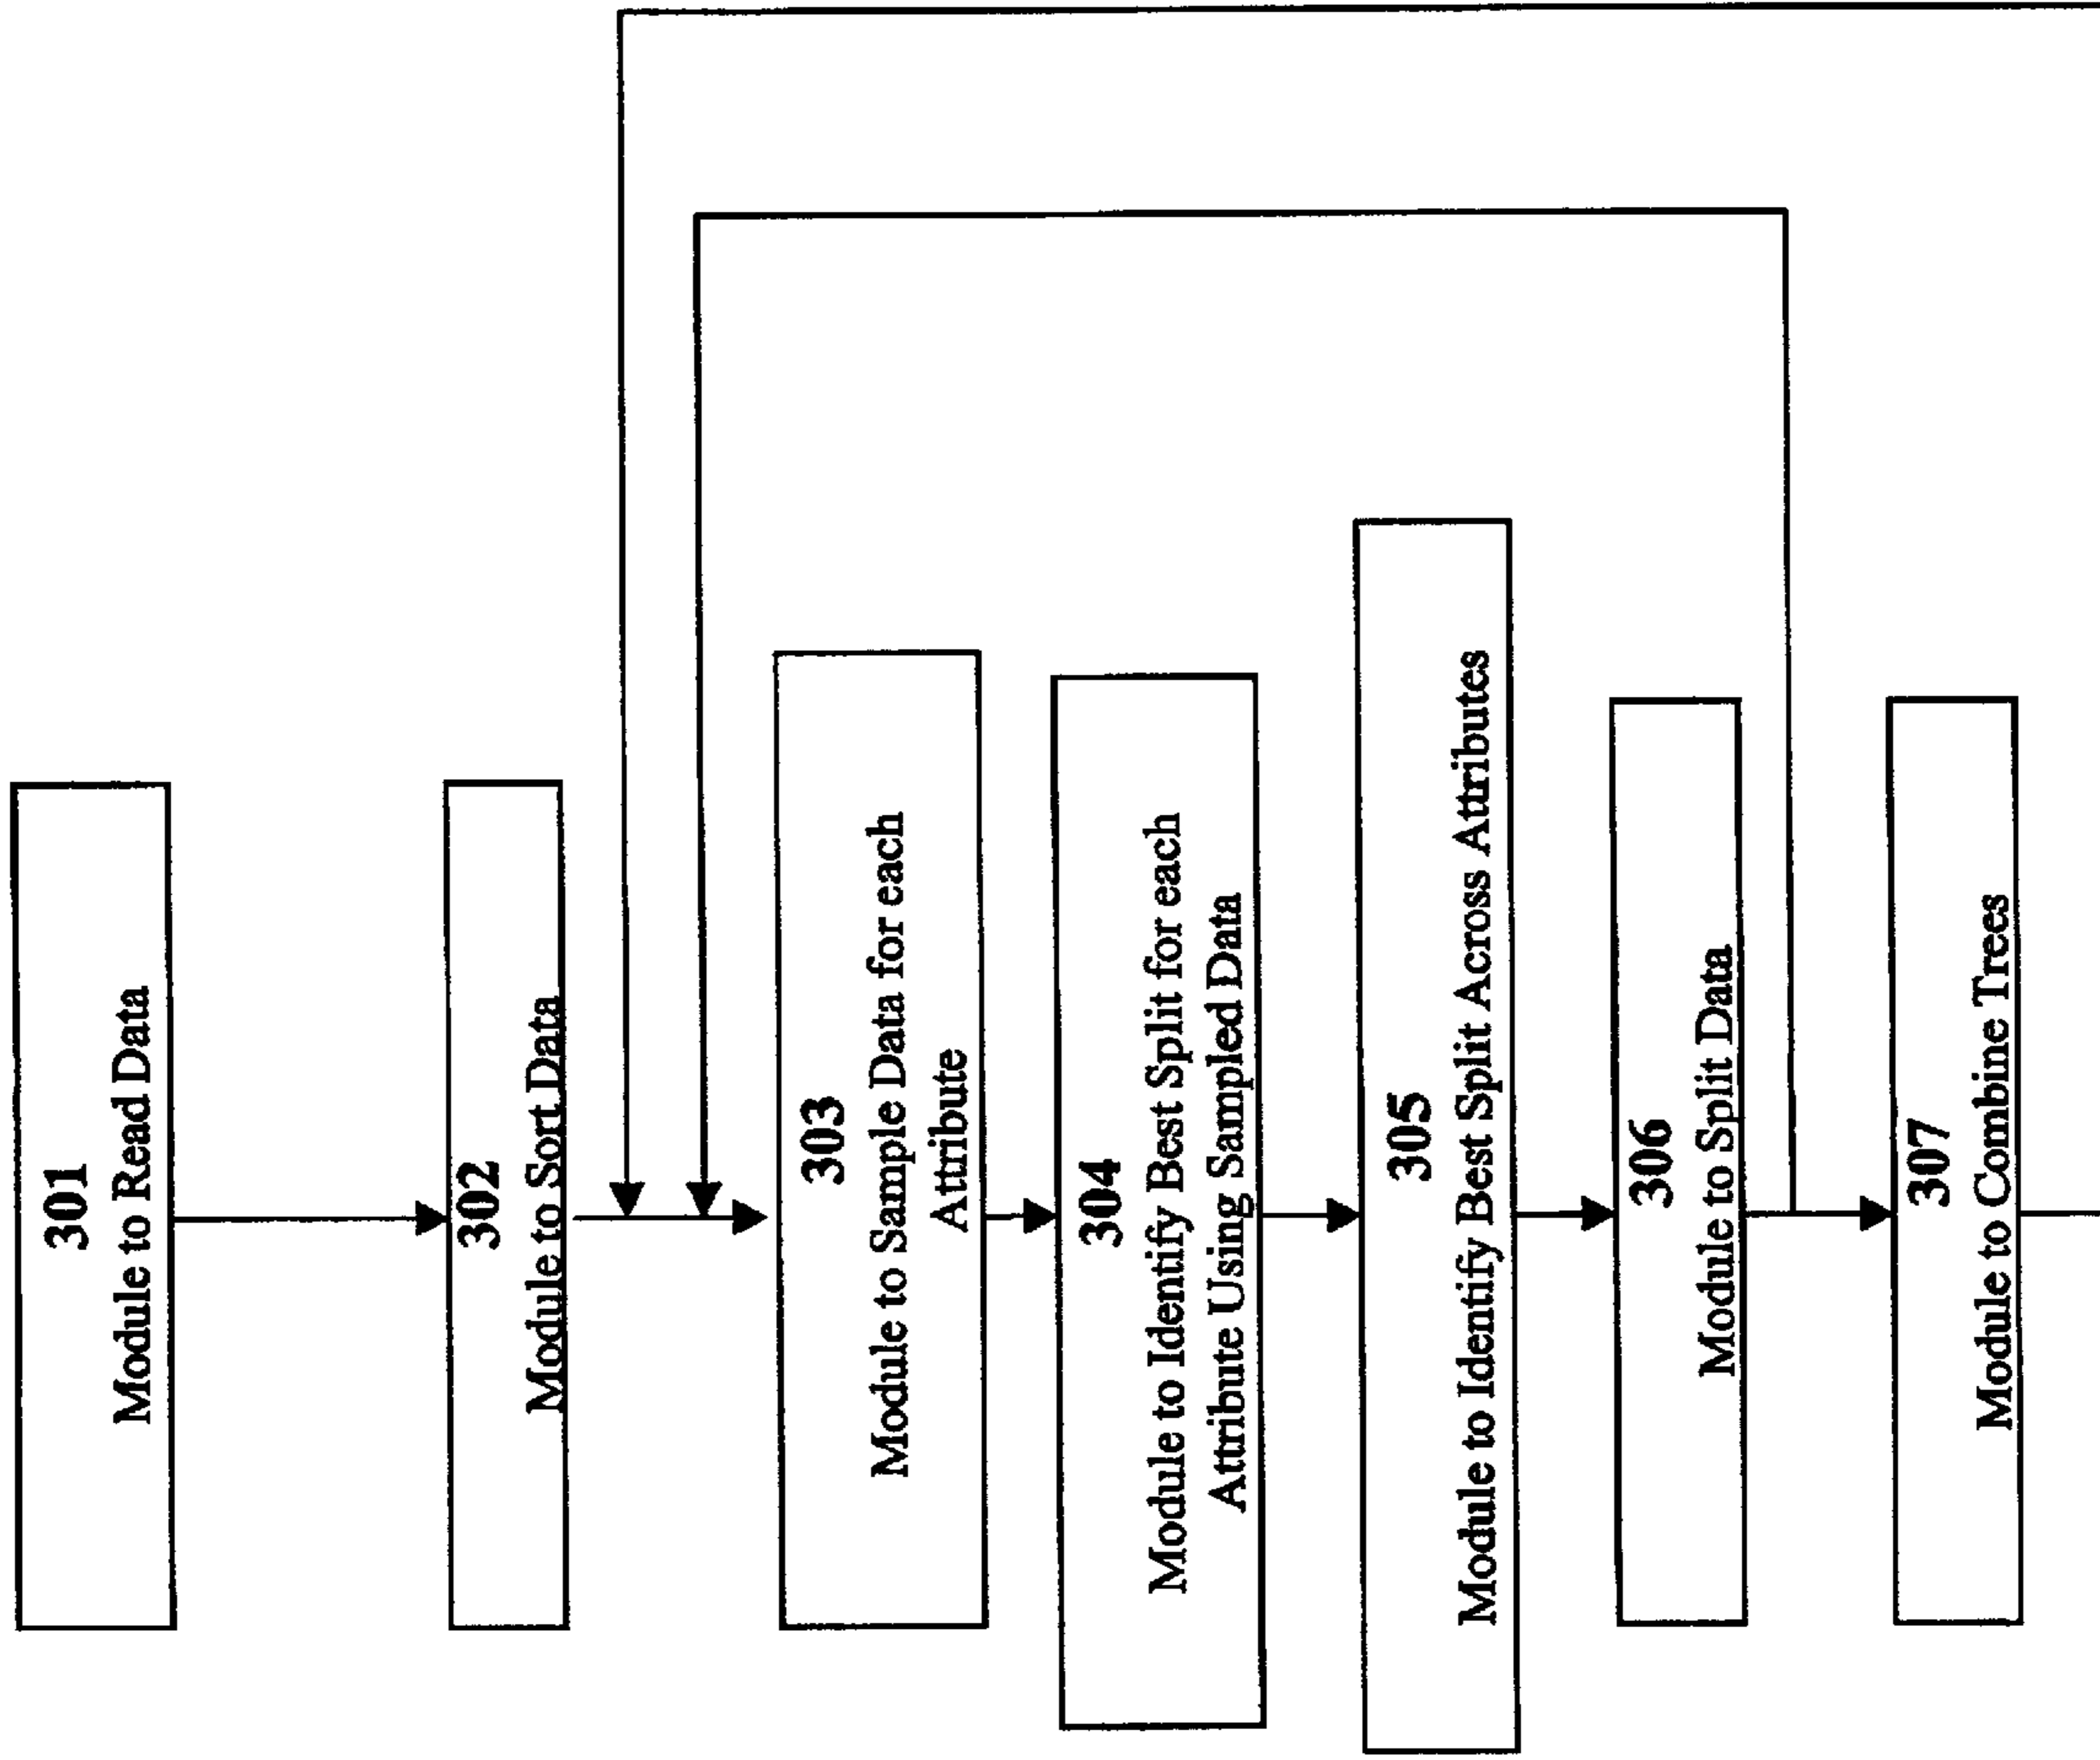 301
Module to Read Data
302
Module to Sort Data
303
Module to Sample Data for each
Attribute
304
Module to Identify Best Split for each
Attribute Using Sampled Data
305
Module to Identify Best Split Across Attributes
306
Module to Split Data
307
Module to Combine Trees